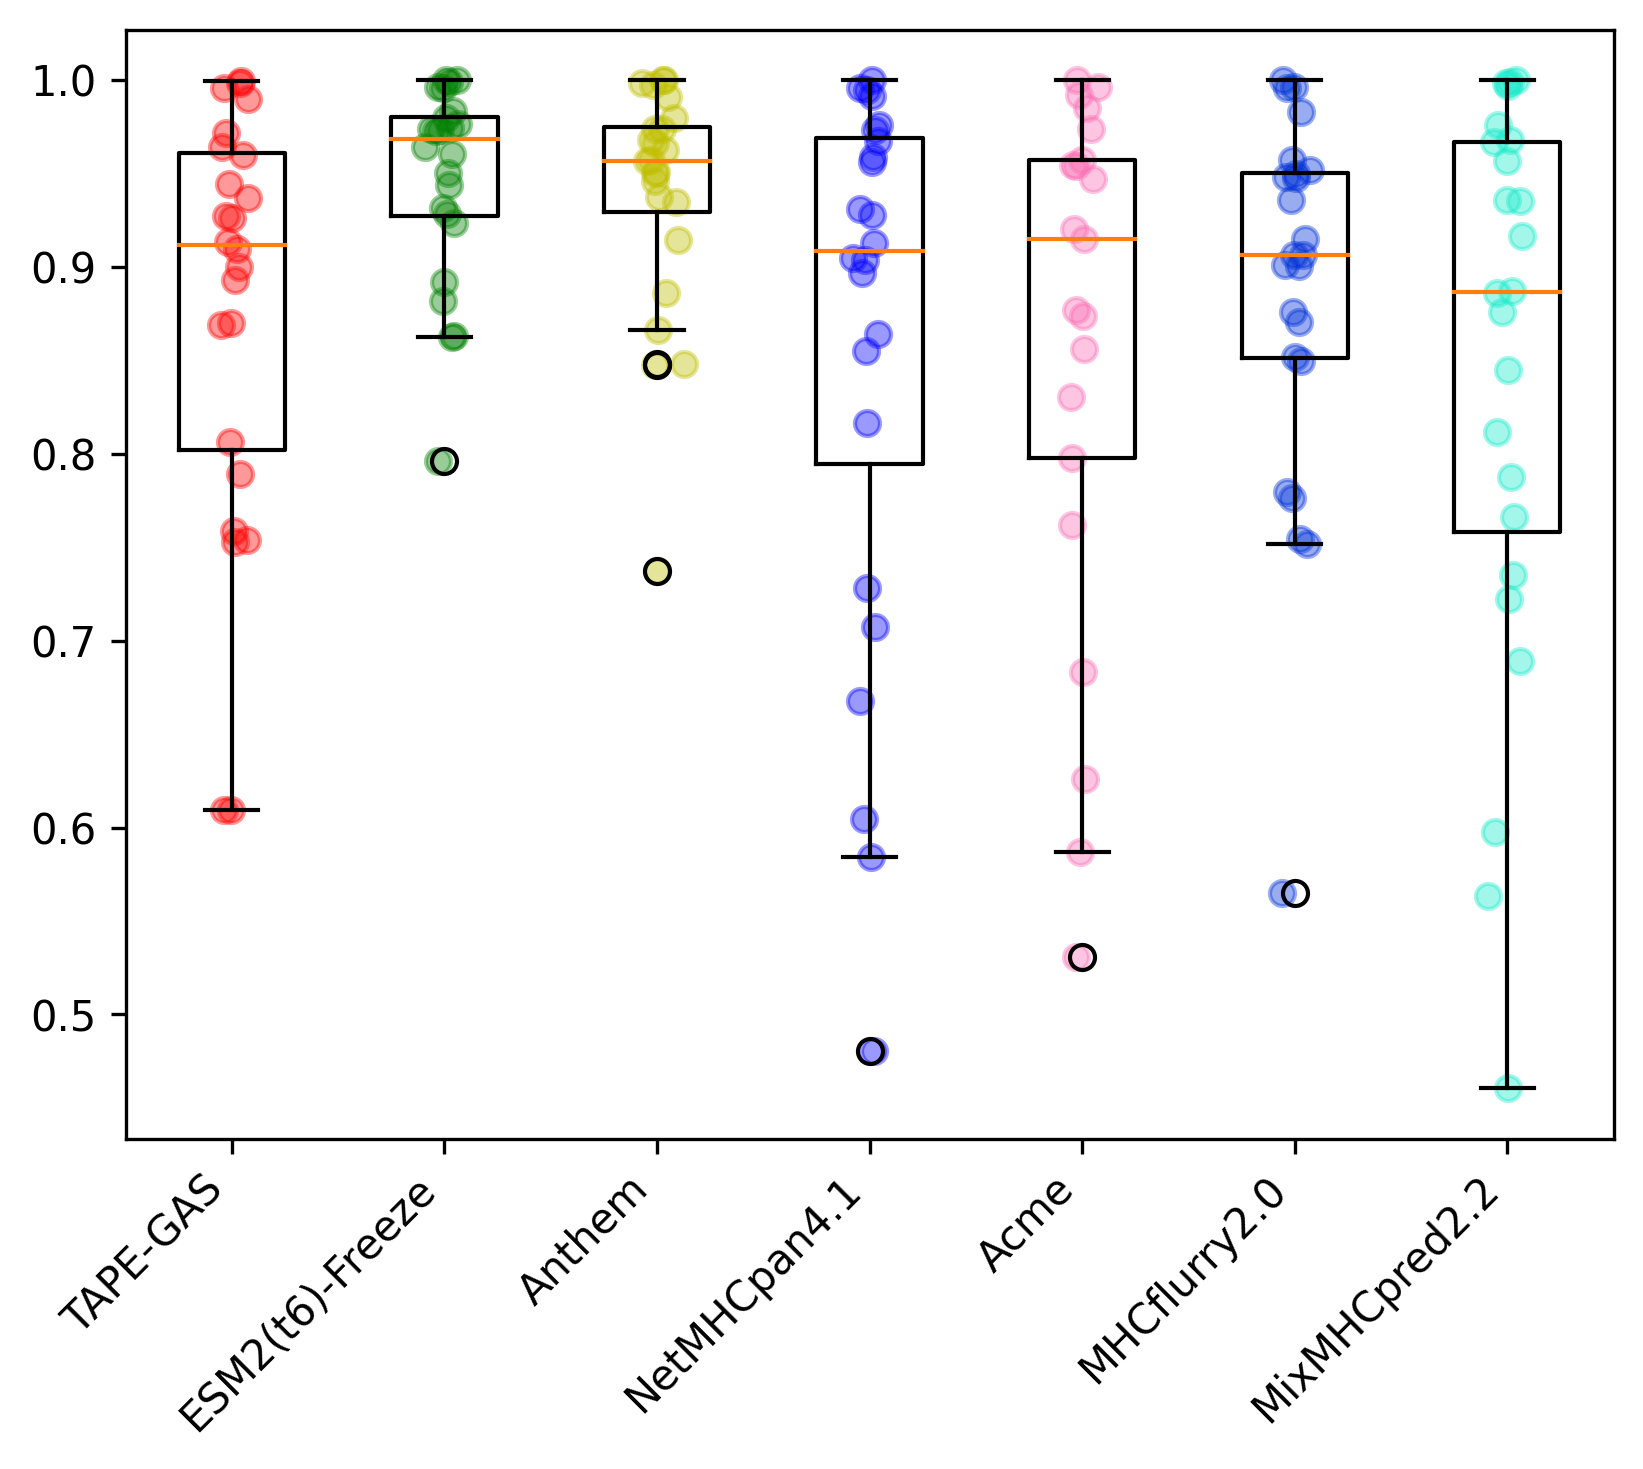 1.0
0.9
0.8
0.7
0.6
0.5
TAPE-GAS
ESM2(t6)-Freeze
Anthem
NetMHCpan4.1
Acme
MHCflurry2.0
MixMHCpred2.2